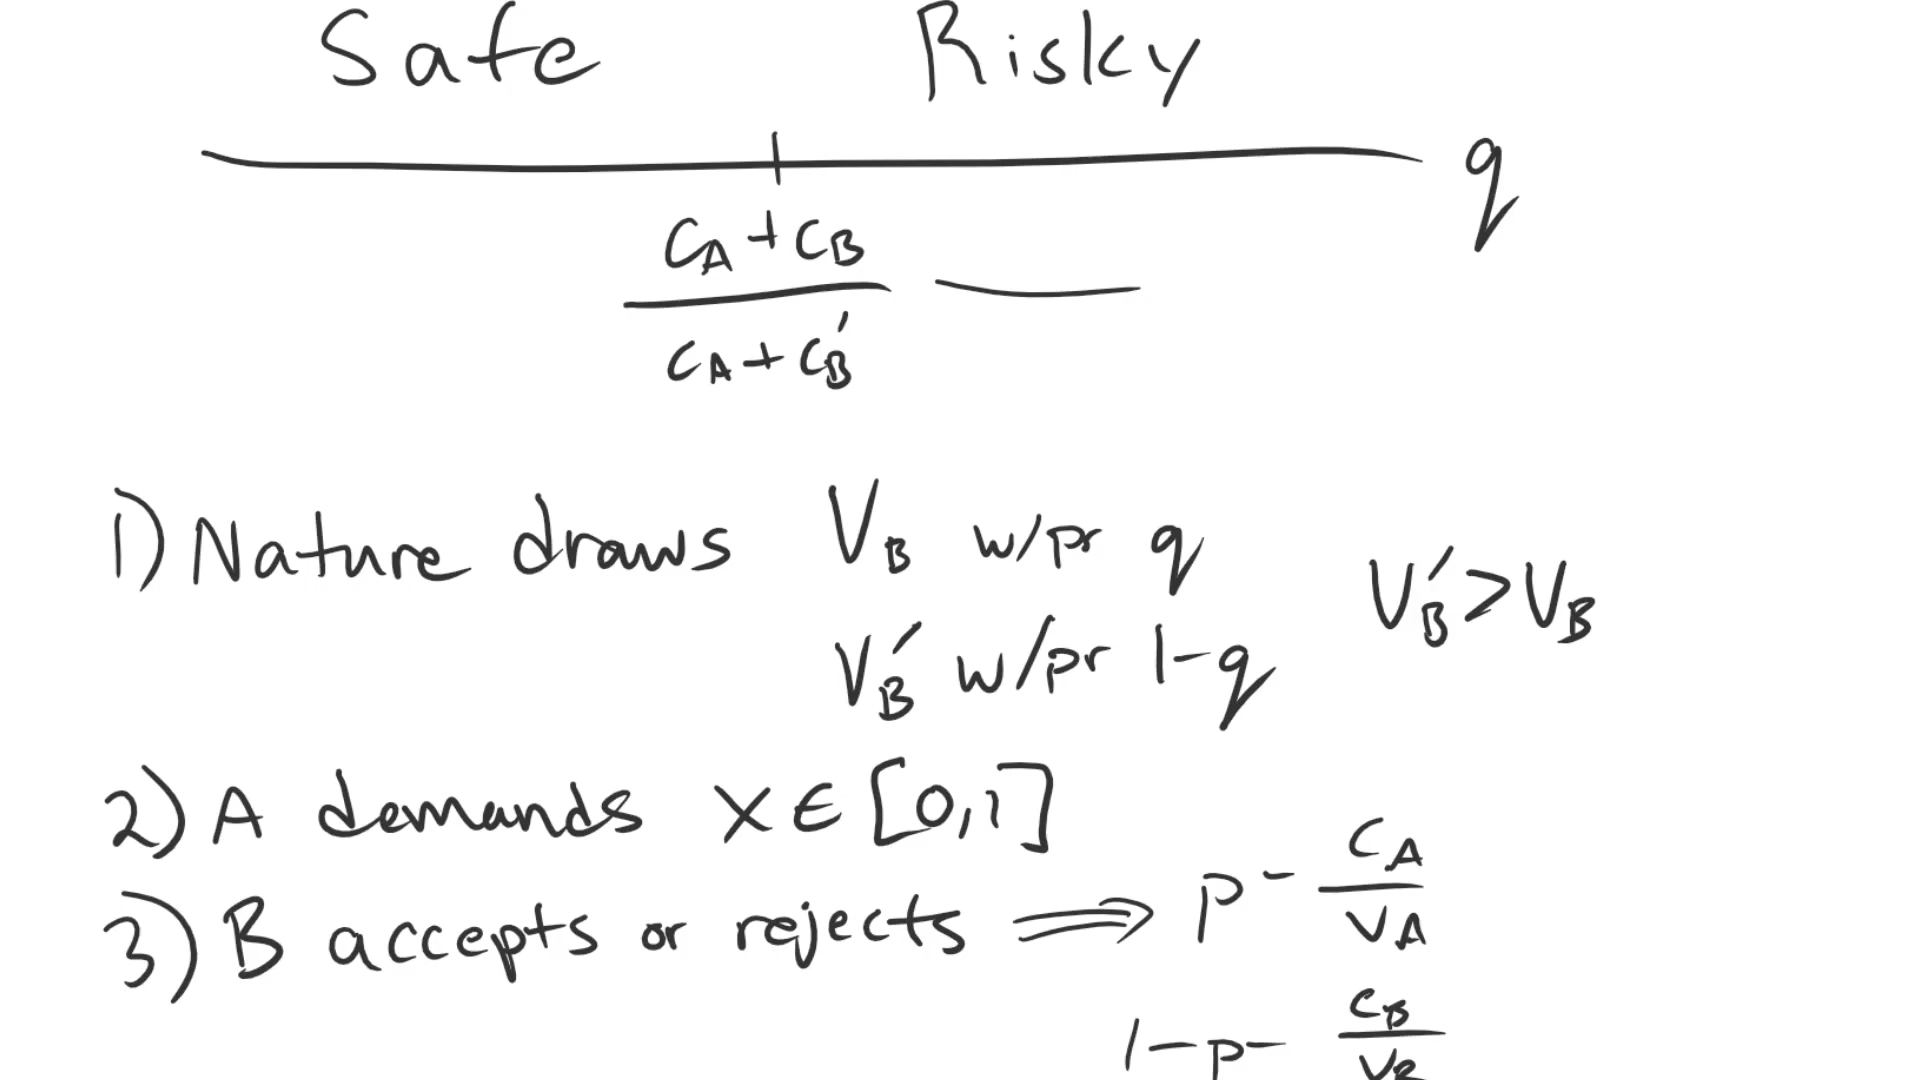 Safe Risky
q
C_A + C_B
C_A + C_B'
1) Nature draws V_B w/pr q
V_B' w/pr 1-q
V_B' > V_B
2) A demands x ∈ [0,1]
3) B accepts or rejects ⟹ p - C_A / V_A
1 - p - C_B / V_B